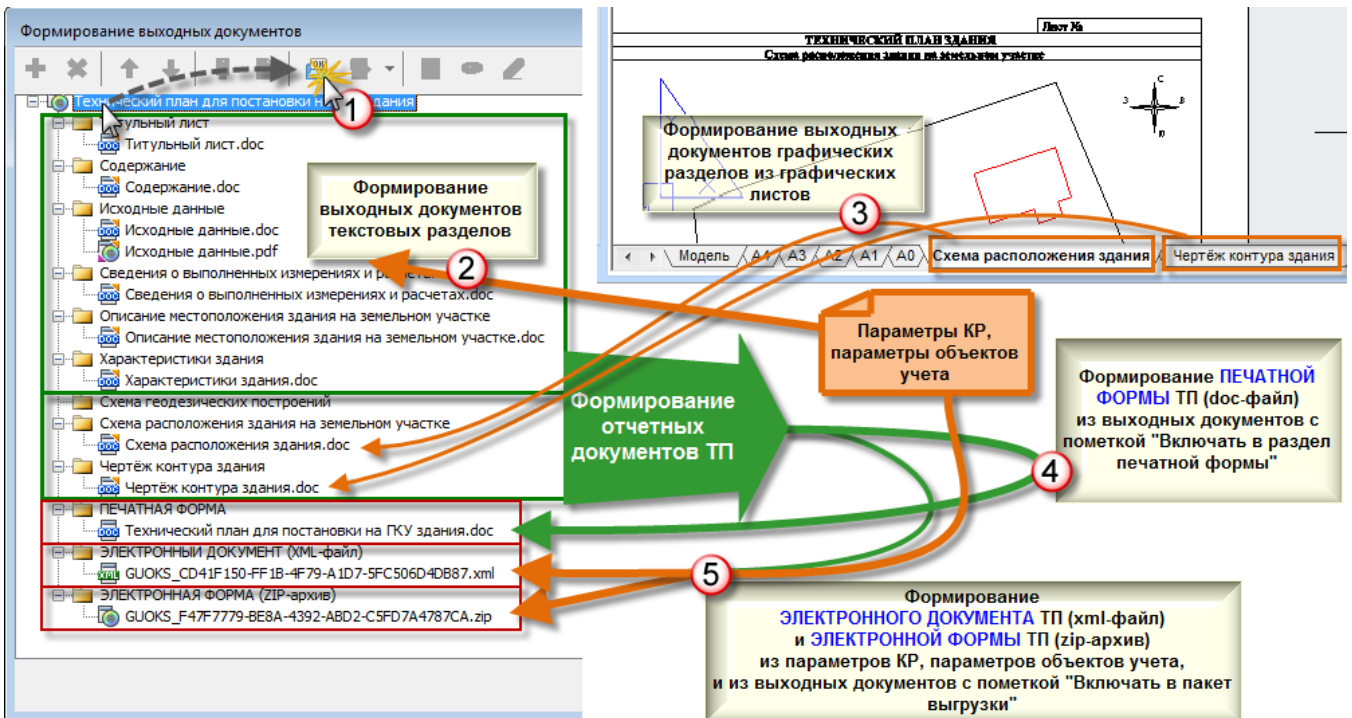 Формирование выходных документов
Технический план для постановки на здания
1
Титульный лист
Титульный лист.doc
Содержание
Содержание.doc
Исходные данные
Исходные данные.doc
Исходные данные.pdf
Сведения о выполненных измерениях и расчетах
Сведения о выполненных измерениях и расчетах.doc
Описание местоположения здания на земельном участке
Описание местоположения здания на земельном участке.doc
Характеристики здания
Характеристики здания.doc
Схема геодезических построений
Схема расположения здания на земельном участке
Схема расположения здания.doc
Чертёж контура здания
Чертёж контура здания.doc
ПЕЧАТНАЯ ФОРМА
Технический план для постановки на ГКУ здания.doc
ЭЛЕКТРОННЫЙ ДОКУМЕНТ (XML-файл)
GUOKS_CD41F150-FF1B-4F79-A1D7-5FC506D4DB87.xml
ЭЛЕКТРОННАЯ ФОРМА (ZIP-архив)
GUOKS_F47F7779-BE8A-4392-ABD2-C5FD7A4787CA.zip
Формирование
выходных документов
текстовых разделов
2
Лист №
ТЕХНИЧЕСКИЙ ПЛАН ЗДАНИЯ
Схема расположения здания на земельном участке
С
З
В
Ю
Формирование выходных
документов графических
разделов из графических
листов
3
Модель
A4
A3
A2
A1
A0
Схема расположения здания
Чертёж контура здания
Параметры КР,
параметры объектов
учета
Формирование
отчетных
документов ТП
Формирование ПЕЧАТНОЙ
ФОРМЫ ТП (doc-файл)
из выходных документов с
пометкой "Включать в раздел
печатной формы"
4
5
Формирование
ЭЛЕКТРОННОГО ДОКУМЕНТА ТП (xml-файл)
и ЭЛЕКТРОННОЙ ФОРМЫ ТП (zip-архив)
из параметров КР, параметров объектов учета,
и из выходных документов с пометкой "Включать в пакет
выгрузки"